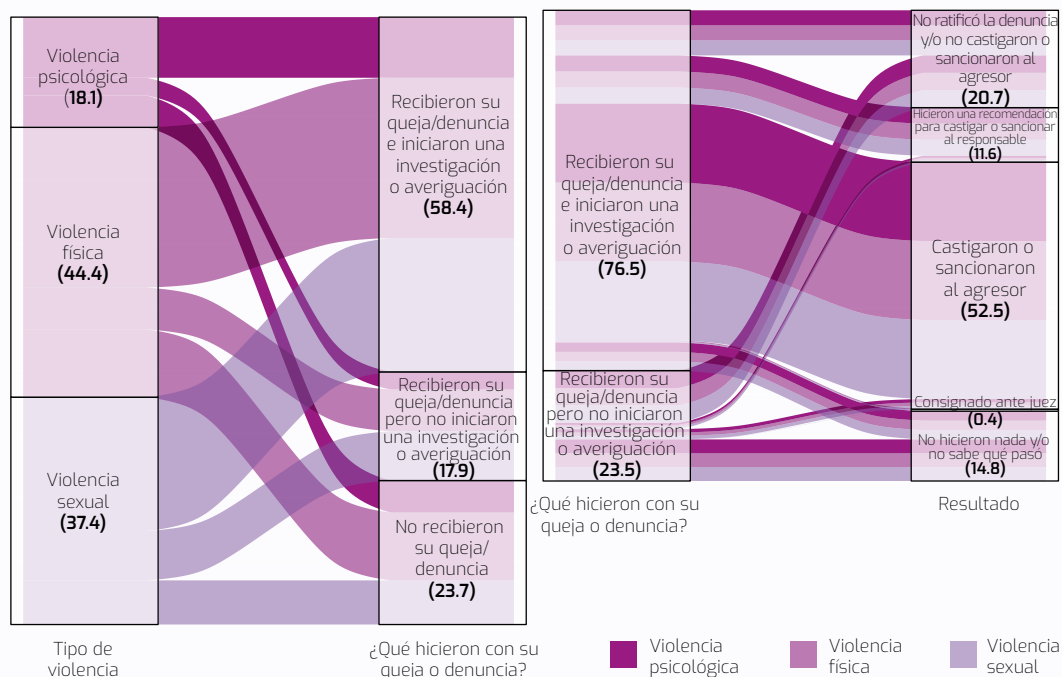 Violencia
psicológica
(18.1)
Violencia
física
(44.4)
Violencia
sexual
(37.4)
Tipo de
violencia
Recibieron su
queja/denuncia
e iniciaron una
investigación
o averiguación
(58.4)
Recibieron su
queja/denuncia
pero no iniciaron
una investigación
o averiguación
(17.9)
No recibieron
su queja/
denuncia
(23.7)
¿Qué hicieron con su
queja o denuncia?
Recibieron su
queja/denuncia
e iniciaron una
investigación
o averiguación
(76.5)
Recibieron su
queja/denuncia
pero no iniciaron
una investigación
o averiguación
(23.5)
¿Qué hicieron con su
queja o denuncia?
No ratificó la denuncia
y/o no castigaron o
sancionaron al
agresor
(20.7)
Hicieron una recomendación
para castigar o sancionar
al responsable
(11.6)
Castigaron o
sancionaron
al agresor
(52.5)
Consignado ante juez
(0.4)
No hicieron nada y/o
no sabe qué pasó
(14.8)
Resultado
Violencia
psicológica
Violencia
física
Violencia
sexual